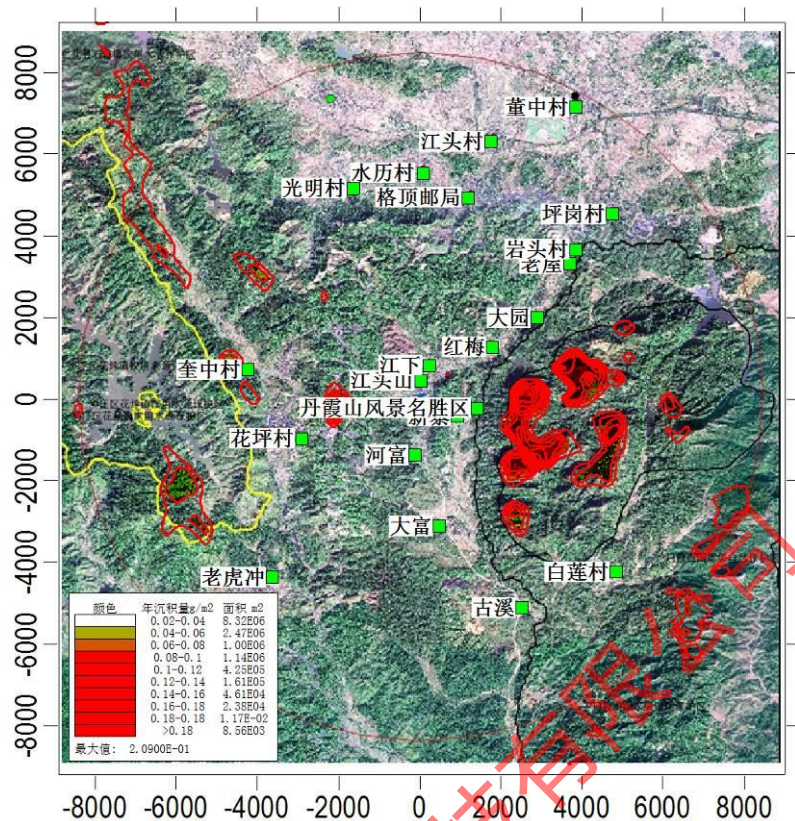 8000
6000
4000
2000
0
-2000
-4000
-6000
-8000
董中村
江头村
水历村
光明村
格顶邮局
坪岗村
岩头村
老屋
大园
红梅
江下
奎中村
江头山
丹霞山风景名胜区
花坪村
河富
大富
老虎冲
白莲村
古溪
颜色 年沉积量g/m2 面积 m2
0.02-0.04 8.32E06
0.04-0.06 2.47E06
0.06-0.08 1.00E06
0.08-0.1 1.14E06
0.1-0.12 4.25E05
0.12-0.14 1.61E05
0.14-0.16 4.61E04
0.16-0.18 2.38E04
0.18-0.18 1.17E-02
>0.18 8.56E03
最大值: 2.0900E-01
-8000 -6000 -4000 -2000 0 2000 4000 6000 8000
有限公司